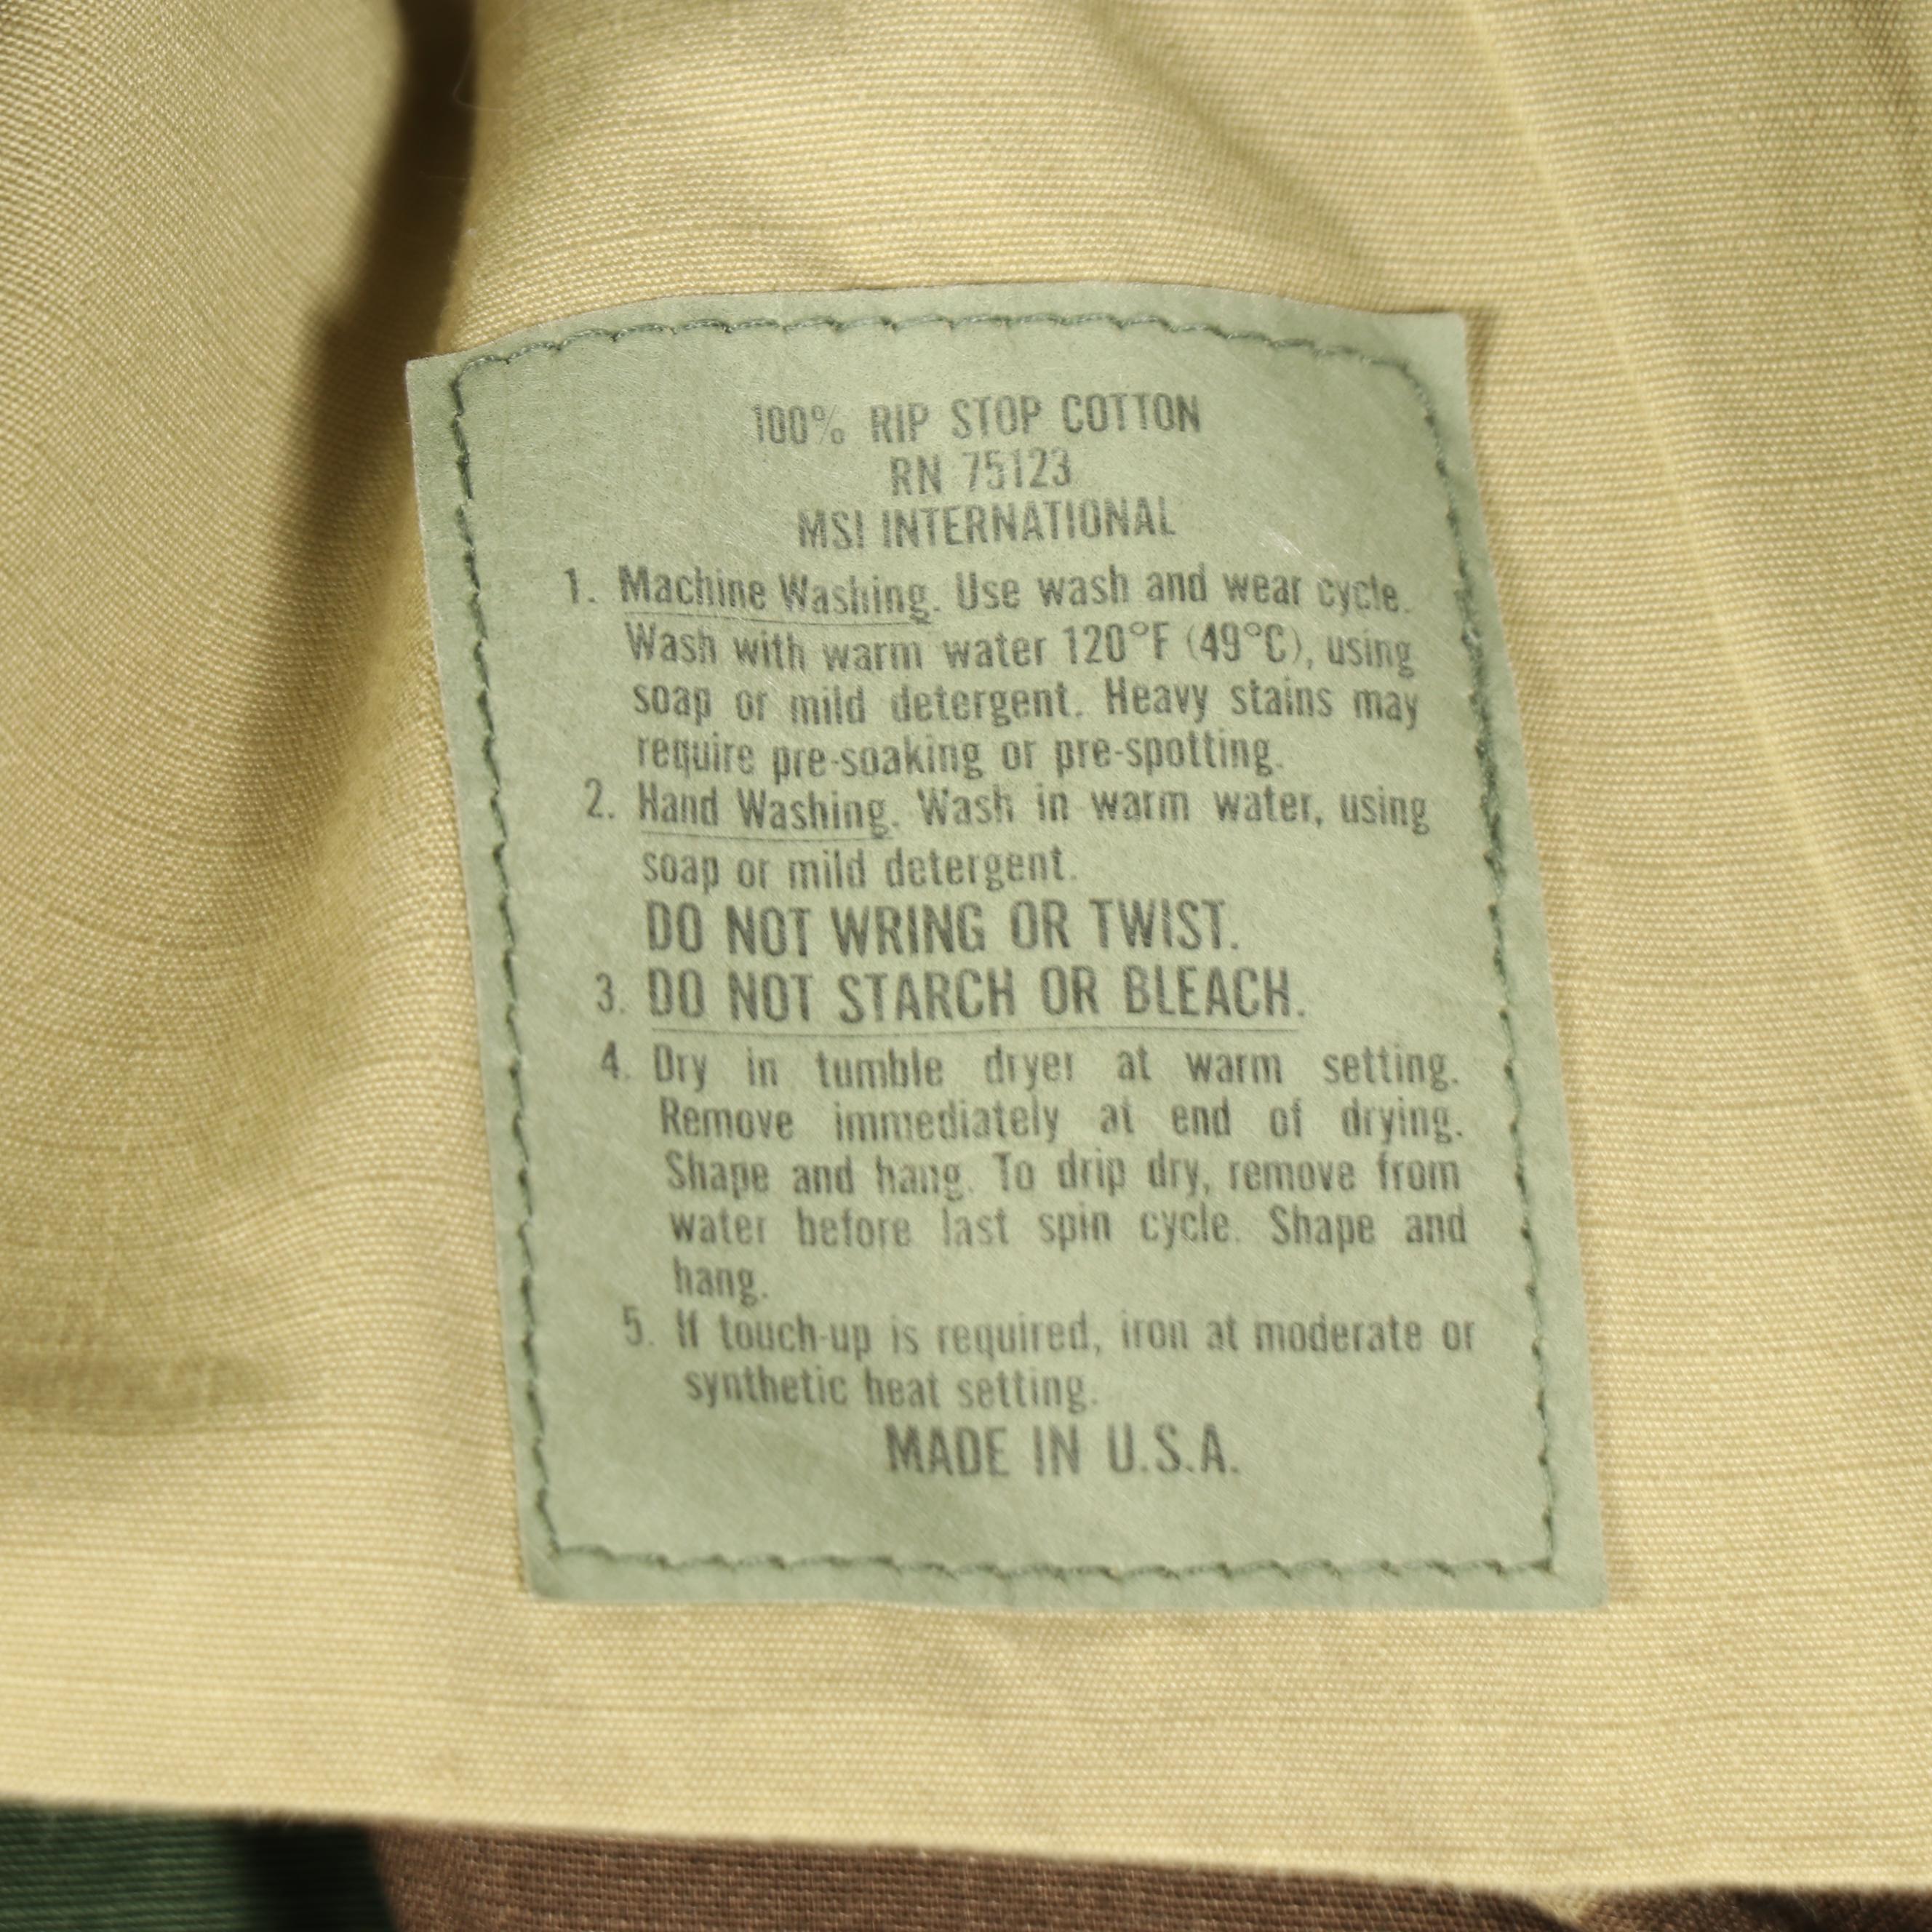 100% RIP STOP COTTON
RN 75123
MSI INTERNATIONAL
1. Machine Washing. Use wash and wear cycle.
Wash with warm water 120°F (49°C), using
soap or mild detergent. Heavy stains may
require pre-soaking or pre-spotting.
2. Hand Washing. Wash in warm water, using
soap or mild detergent.
DO NOT WRING OR TWIST.
3. DO NOT STARCH OR BLEACH.
4. Dry in tumble dryer at warm setting.
Remove immediately at end of drying.
Shape and hang. To drip dry, remove from
water before last spin cycle. Shape and
hang.
5. If touch-up is required, iron at moderate or
synthetic heat setting.
MADE IN U.S.A.